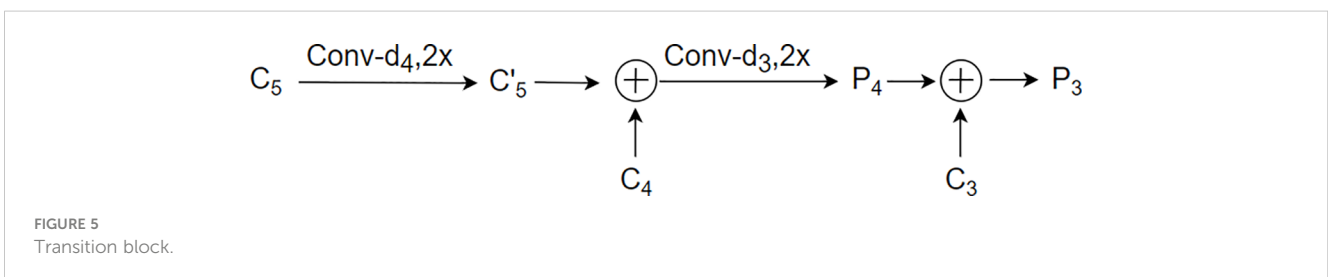 C₅ Conv-d₄,2x C'₅ + Conv-d₃,2x P₄ + P₃
C₄ C₃
FIGURE 5
Transition block.